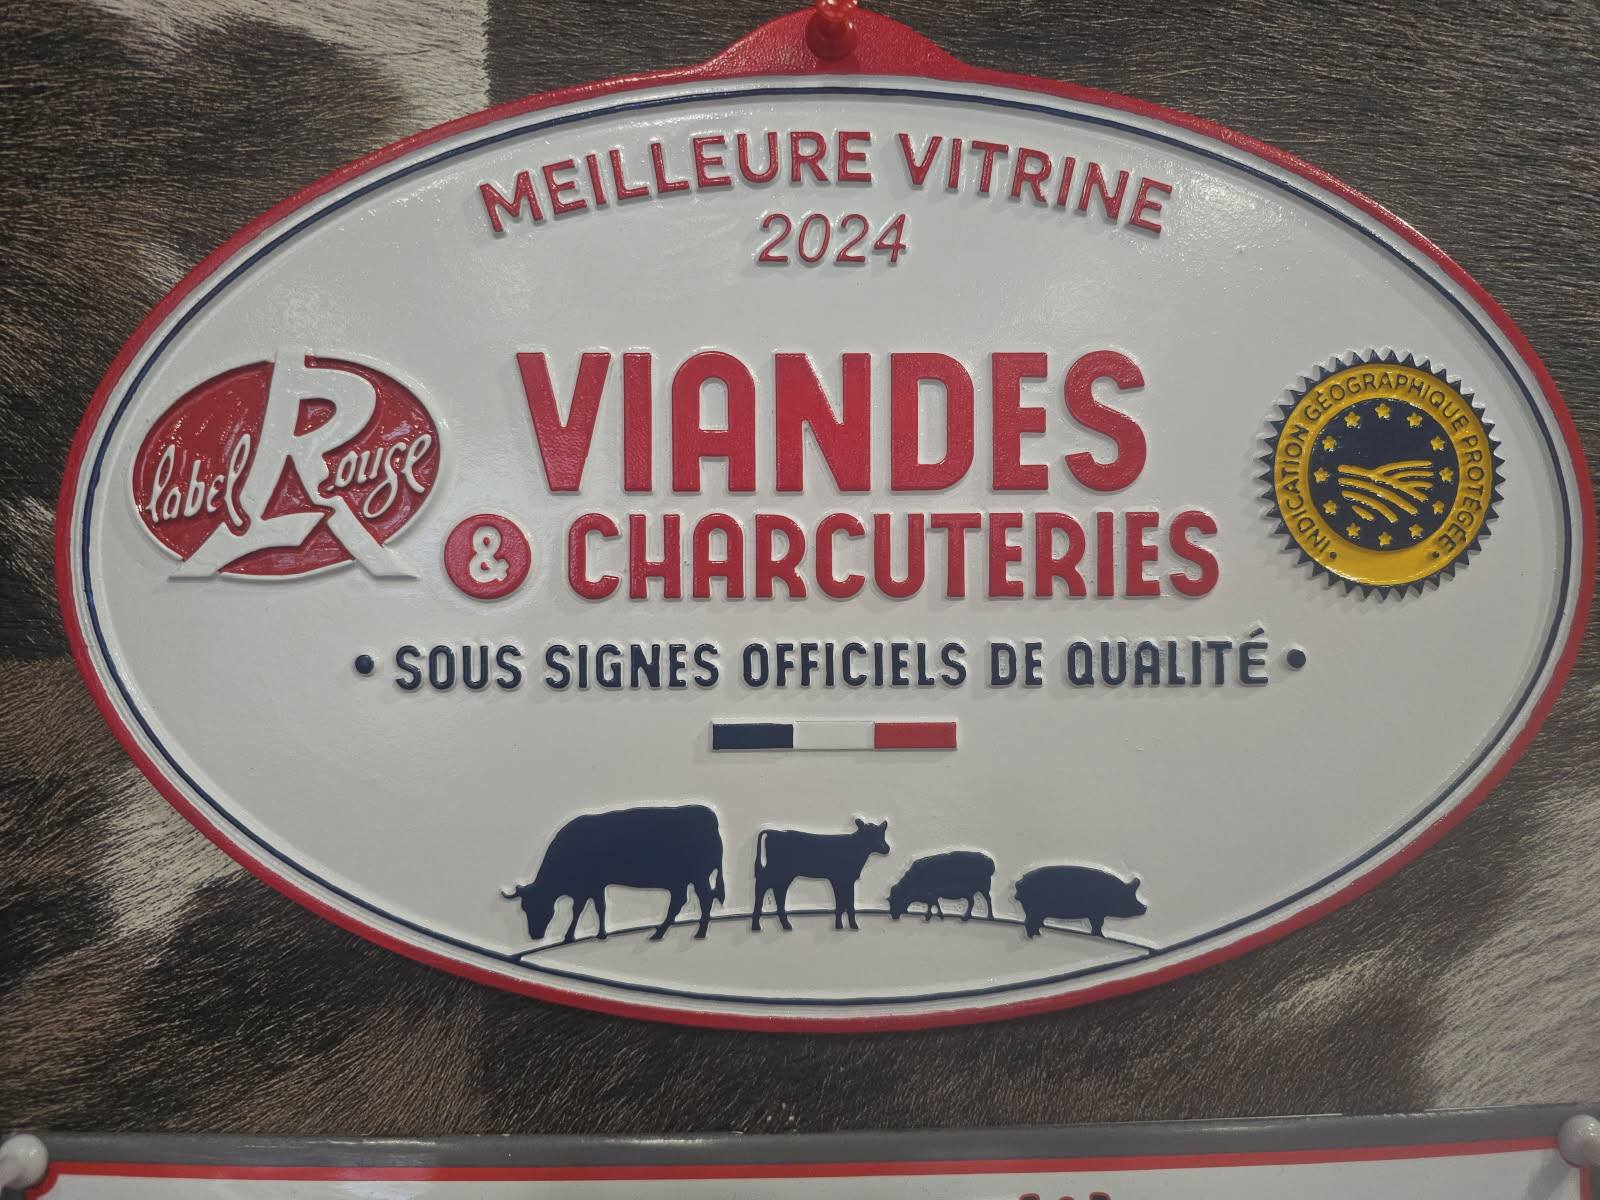 MEILLEURE VITRINE
2024
label Rouge
VIANDES
& CHARCUTERIES
INDICATION GÉOGRAPHIQUE PROTÉGÉE
• SOUS SIGNES OFFICIELS DE QUALITÉ •